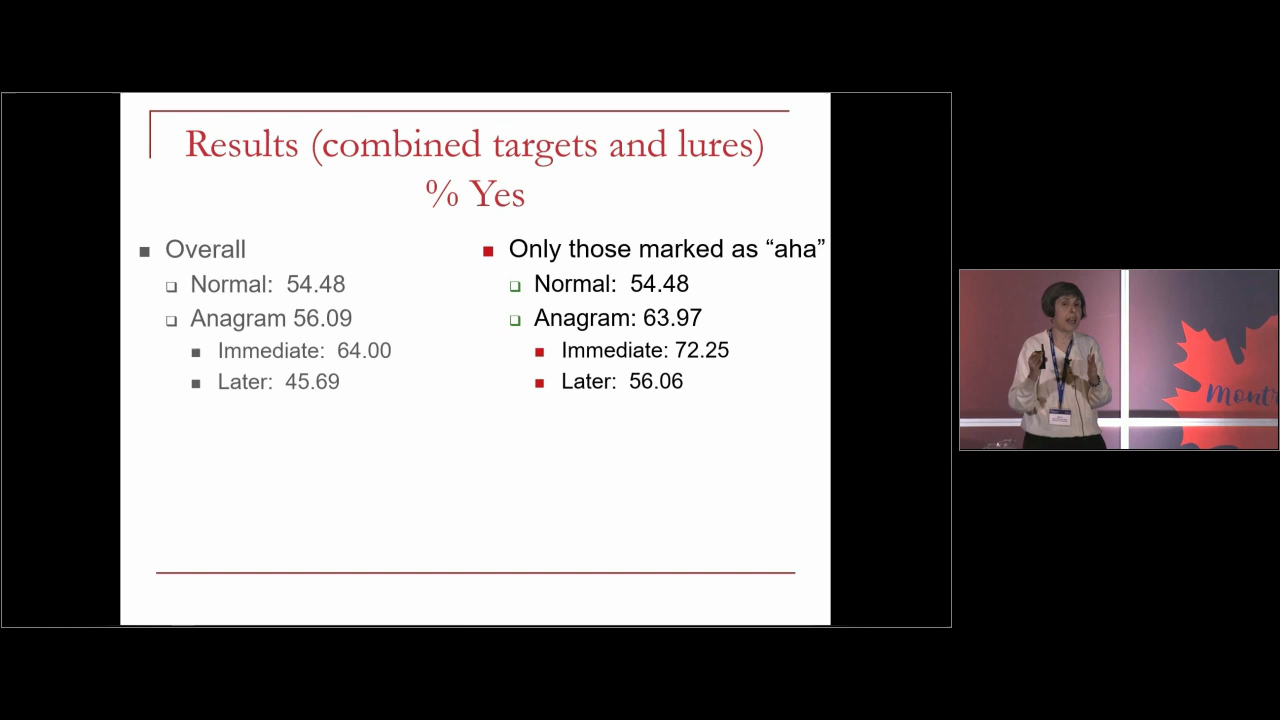 Results (combined targets and lures)
% Yes
Overall
Normal: 54.48
Anagram 56.09
Immediate: 64.00
Later: 45.69
Only those marked as “aha”
Normal: 54.48
Anagram: 63.97
Immediate: 72.25
Later: 56.06